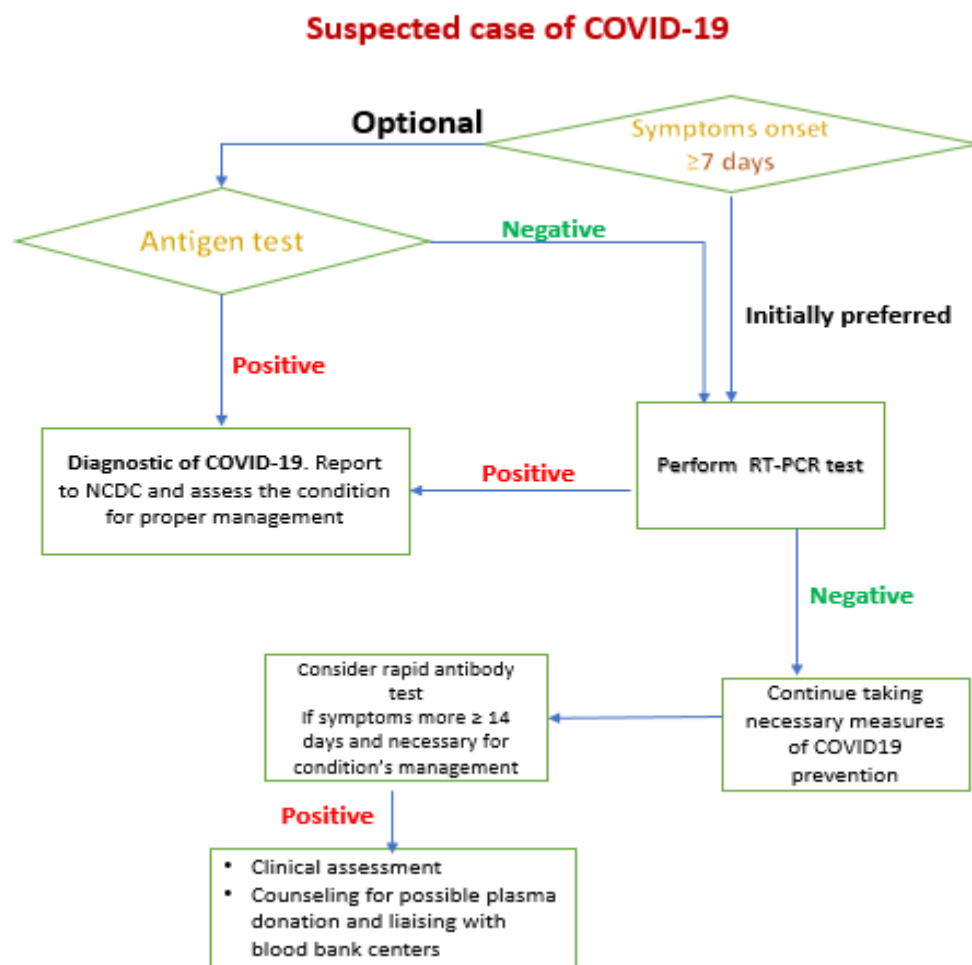 Suspected case of COVID-19
Optional
Symptoms onset
≥7 days
Antigen test
Negative
Initially preferred
Positive
Diagnostic of COVID-19. Report
to NCDC and assess the condition
for proper management
Positive
Perform RT-PCR test
Negative
Consider rapid antibody
test
If symptoms more ≥ 14
days and necessary for
condition's management
Continue taking
necessary measures
of COVID19
prevention
Positive
• Clinical assessment
• Counseling for possible plasma
donation and liaising with
blood bank centers